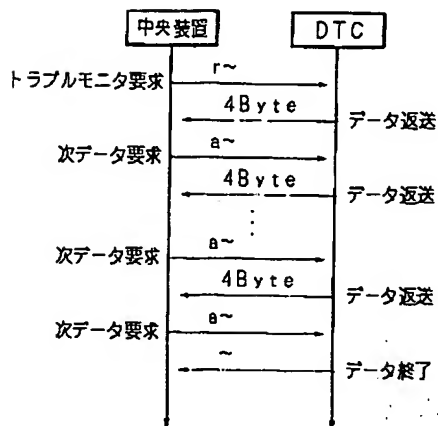 中央装置 DTC
トラブルモニタ要求 r~
4Byte データ返送
次データ要求 a~
4Byte データ返送
次データ要求 a~
4Byte データ返送
次データ要求 a~
~ データ終了